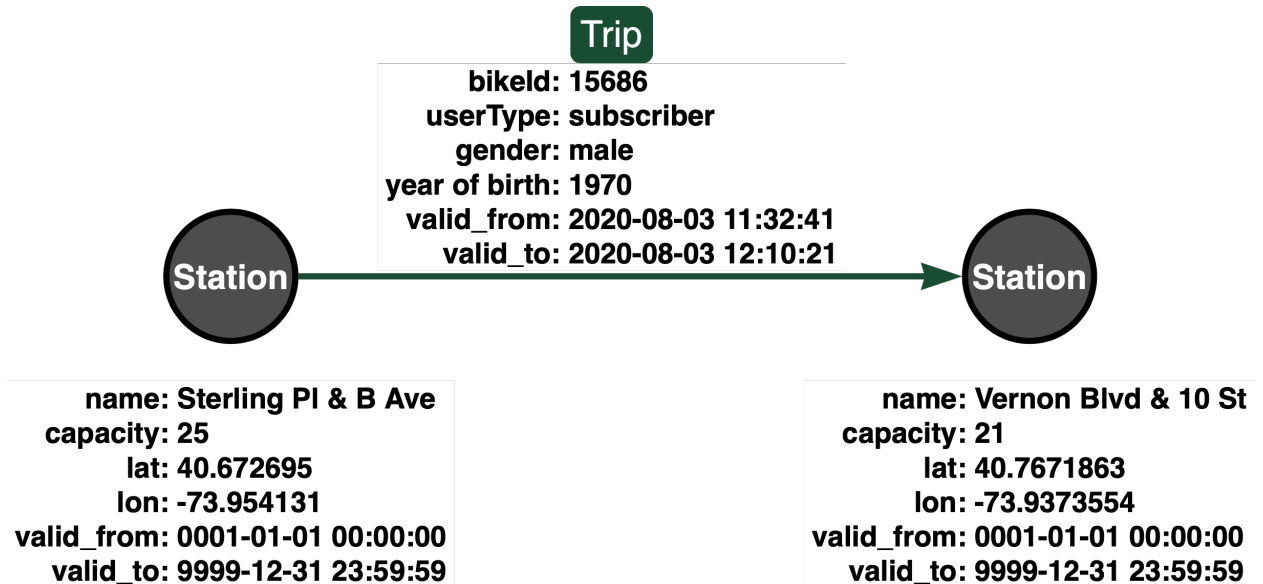 Trip
bikeId: 15686
userType: subscriber
gender: male
year of birth: 1970
valid_from: 2020-08-03 11:32:41
valid_to: 2020-08-03 12:10:21
Station
Station
name: Sterling Pl & B Ave
capacity: 25
lat: 40.672695
lon: -73.954131
valid_from: 0001-01-01 00:00:00
valid_to: 9999-12-31 23:59:59
name: Vernon Blvd & 10 St
capacity: 21
lat: 40.7671863
lon: -73.9373554
valid_from: 0001-01-01 00:00:00
valid_to: 9999-12-31 23:59:59